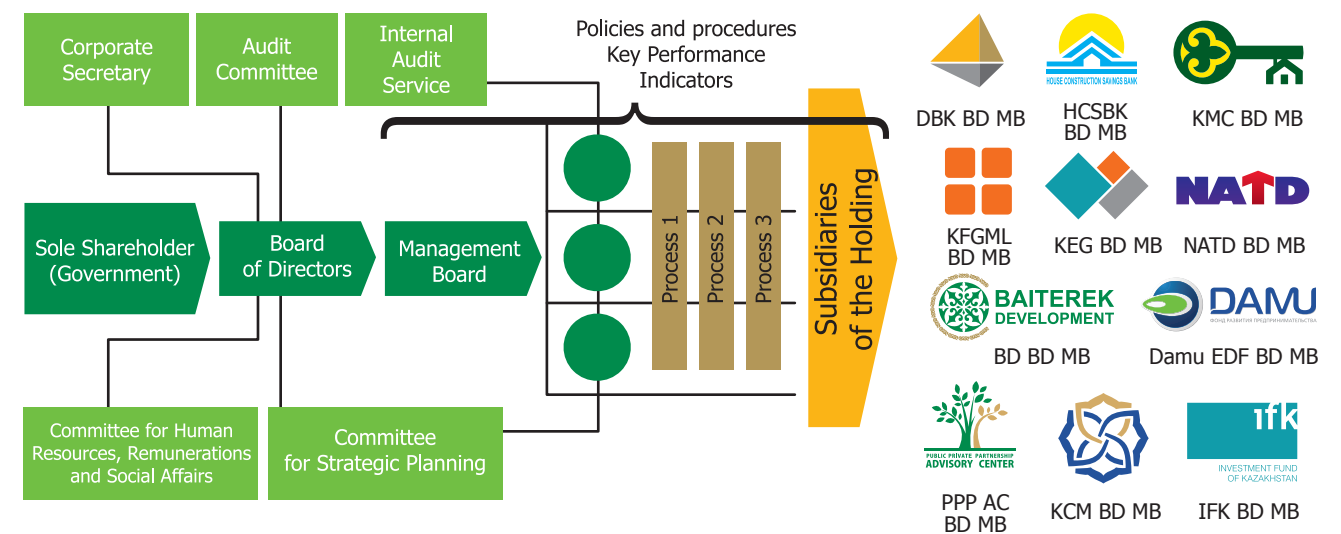 Corporate
Secretary
Audit
Committee
Internal
Audit
Service
Policies and procedures
Key Performance
Indicators
Sole Shareholder
(Government)
Board
of Directors
Management
Board
Process 1
Process 2
Process 3
Subsidiaries
of the Holding
Committee for Human
Resources, Remunerations
and Social Affairs
Committee
for Strategic Planning
DBK BD MB
HOUSE CONSTRUCTION SAVINGS BANK
HCSBK
BD MB
KMC BD MB
KFGML
BD MB
KEG BD MB
NATD
NATD BD MB
BAITEREK
DEVELOPMENT
BD BD MB
DAMU
ФОНД РАЗВИТИЯ ПРЕДПРИНИМАТЕЛЬСТВА
Damu EDF BD MB
PUBLIC PRIVATE PARTNERSHIP
ADVISORY CENTER
PPP AC
BD MB
KCM BD MB
ıfk
INVESTMENT FUND
OF KAZAKHSTAN
IFK BD MB